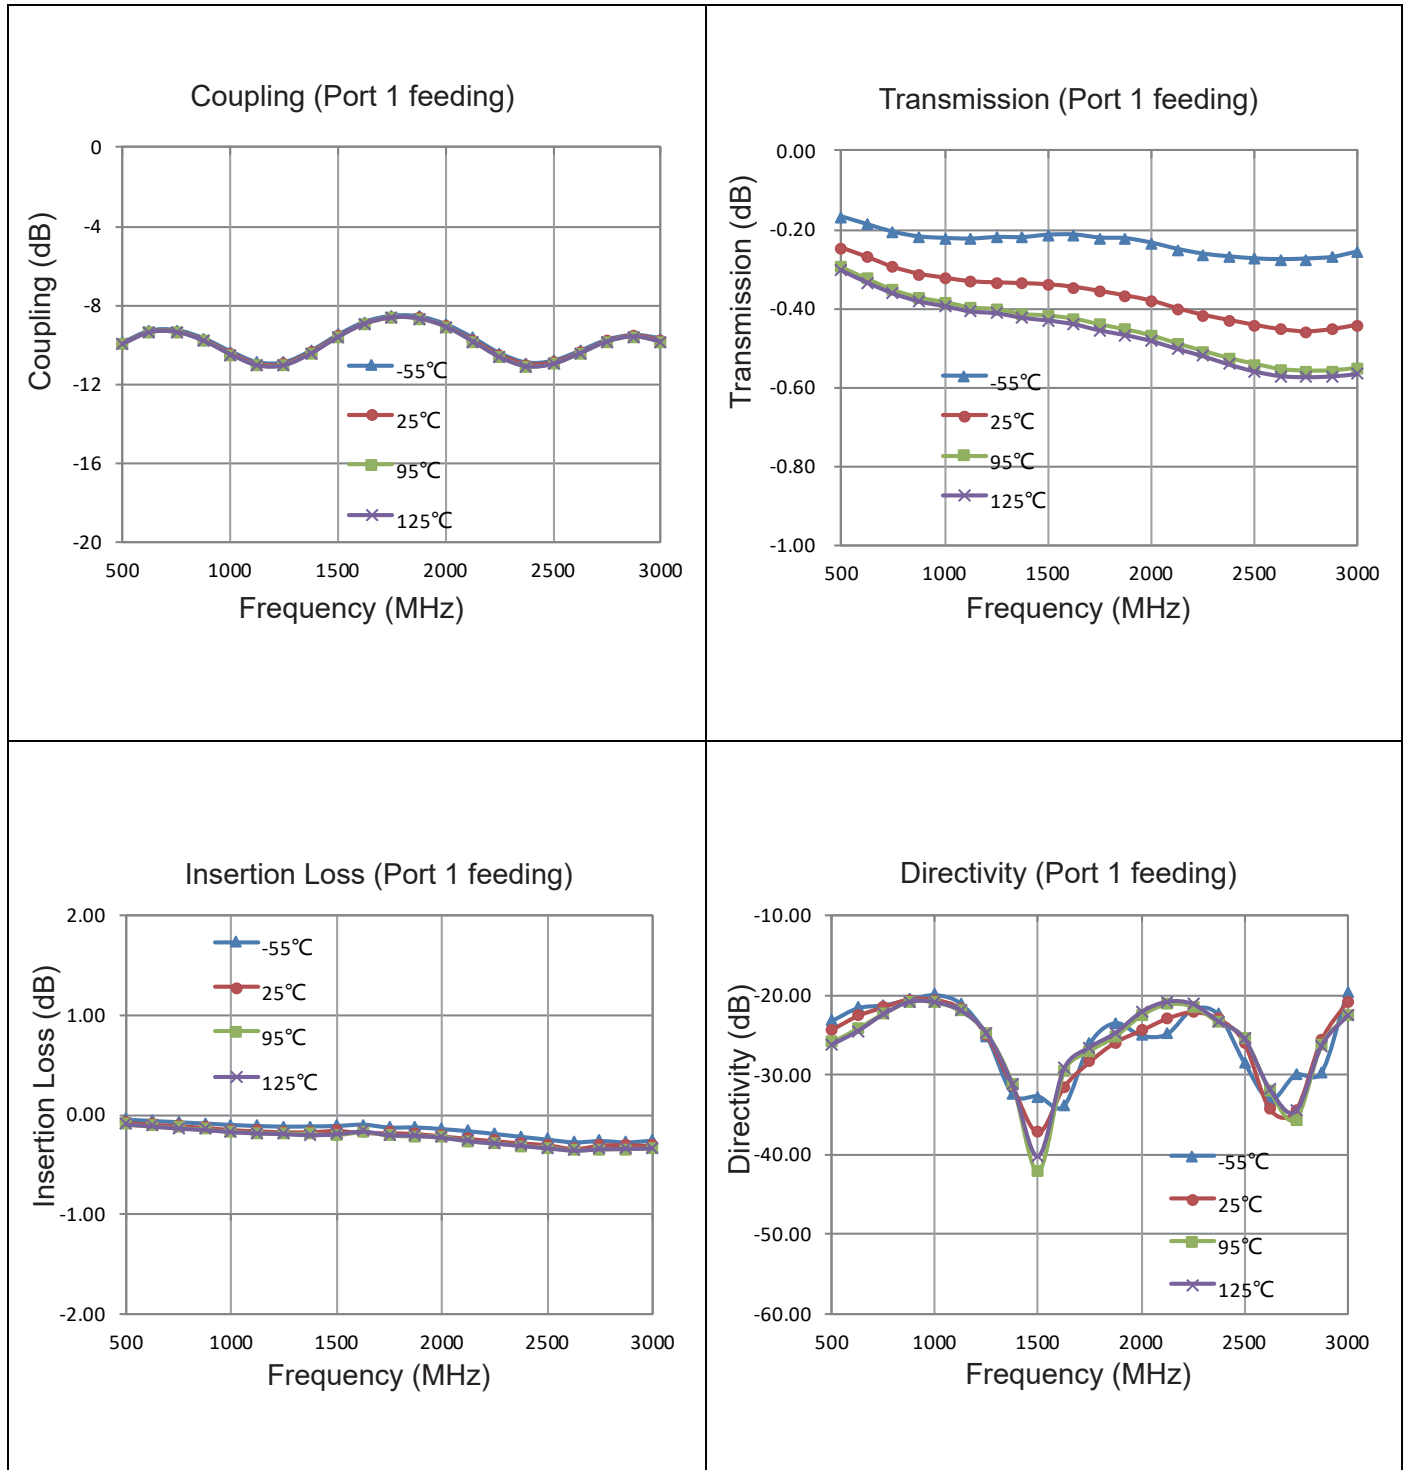 Coupling (Port 1 feeding)
0
-4
-8
-12
-16
-20
Coupling (dB)
-55℃
25℃
95℃
125℃
500 1000 1500 2000 2500 3000
Frequency (MHz)
Transmission (Port 1 feeding)
0.00
-0.20
-0.40
-0.60
-0.80
-1.00
Transmission (dB)
-55℃
25℃
95℃
125℃
500 1000 1500 2000 2500 3000
Frequency (MHz)
Insertion Loss (Port 1 feeding)
2.00
1.00
0.00
-1.00
-2.00
Insertion Loss (dB)
-55℃
25℃
95℃
125℃
500 1000 1500 2000 2500 3000
Frequency (MHz)
Directivity (Port 1 feeding)
-10.00
-20.00
-30.00
-40.00
-50.00
-60.00
Directivity (dB)
-55℃
25℃
95℃
125℃
500 1000 1500 2000 2500 3000
Frequency (MHz)